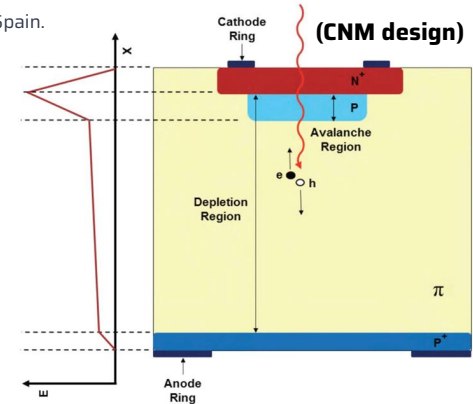 Spain.
Cathode
Ring
(CNM design)
X
N+
P
Avalanche
Region
e
h
Depletion
Region
π
P+
E
Anode
Ring